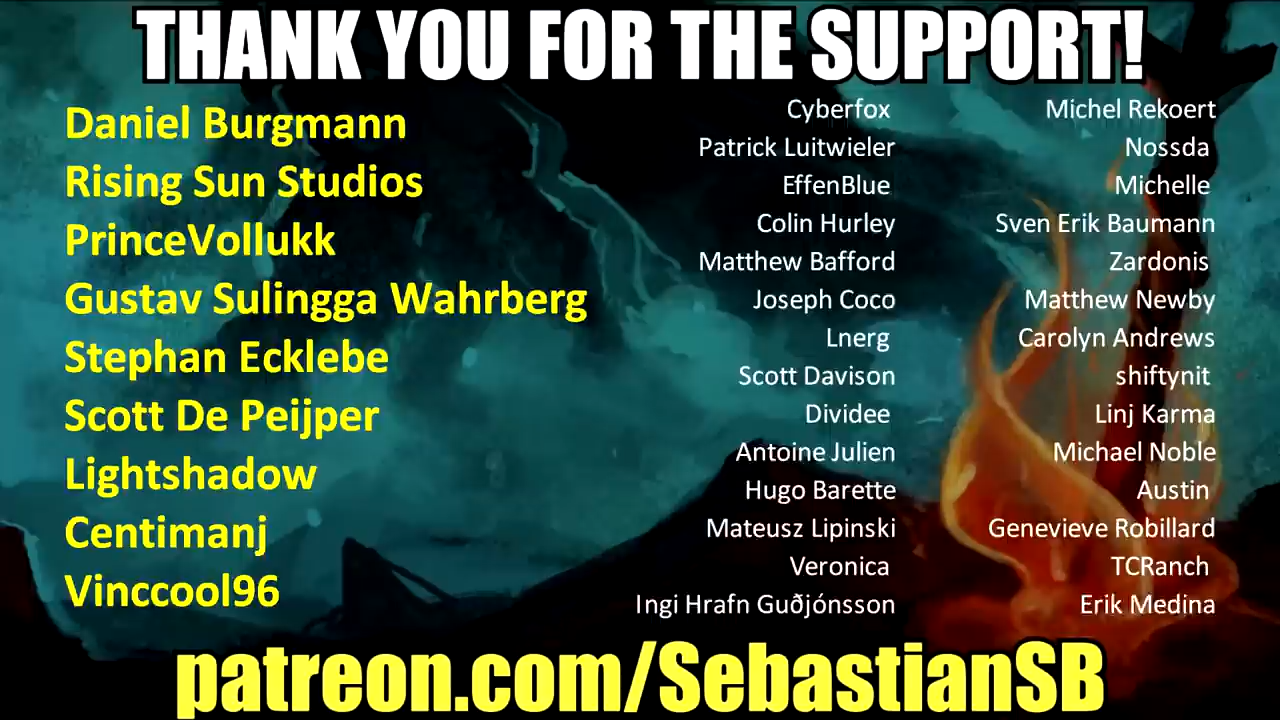 THANK YOU FOR THE SUPPORT!
Daniel Burgmann
Rising Sun Studios
PrinceVollukk
Gustav Sulingga Wahrberg
Stephan Ecklebe
Scott De Peijper
Lightshadow
Centimanj
Vinccool96
Cyberfox
Patrick Luitwieler
EffenBlue
Colin Hurley
Matthew Bafford
Joseph Coco
Lnerg
Scott Davison
Dividee
Antoine Julien
Hugo Barette
Mateusz Lipinski
Veronica
Ingi Hrafn Guðjónsson
Michel Rekoert
Nossda
Michelle
Sven Erik Baumann
Zardonis
Matthew Newby
Carolyn Andrews
shiftynit
Linj Karma
Michael Noble
Austin
Genevieve Robillard
TCRanch
Erik Medina
patreon.com/SebastianSB